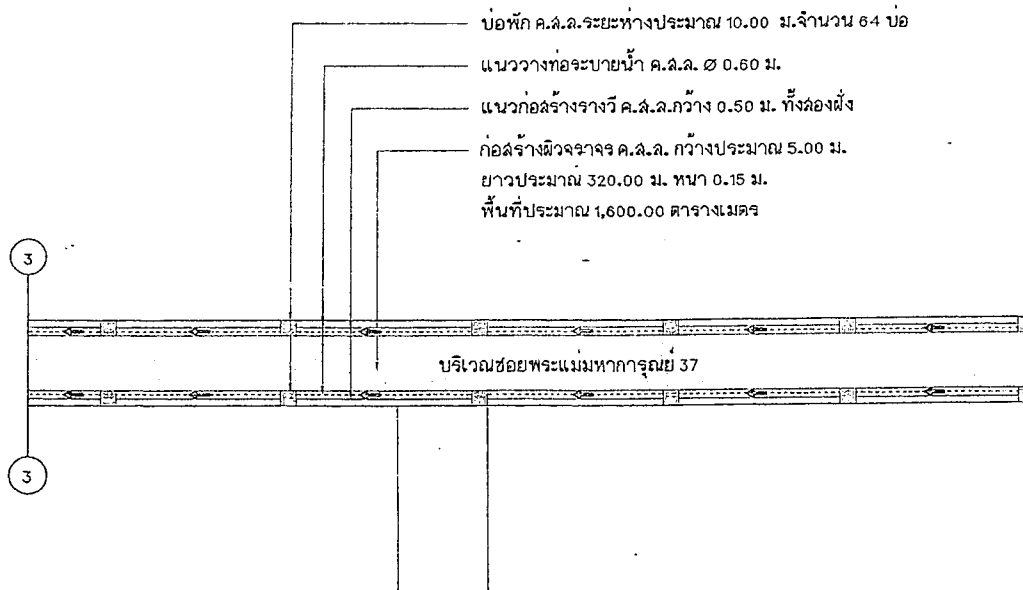 บ่อพัก ค.ส.ล.ระยะห่างประมาณ 10.00 ม.จำนวน 64 บ่อ
แนววางท่อระบายน้ำ ค.ส.ล. Ø 0.60 ม.
แนวก่อสร้างรางวี ค.ส.ล.กว้าง 0.50 ม. ทั้งสองฝั่ง
ก่อสร้างผิวจราจร ค.ส.ล. กว้างประมาณ 5.00 ม.
ยาวประมาณ 320.00 ม. หนา 0.15 ม.
พื้นที่ประมาณ 1,600.00 ตารางเมตร
3
บริเวณซอยพระแม่มหาการุณย์ 37
3